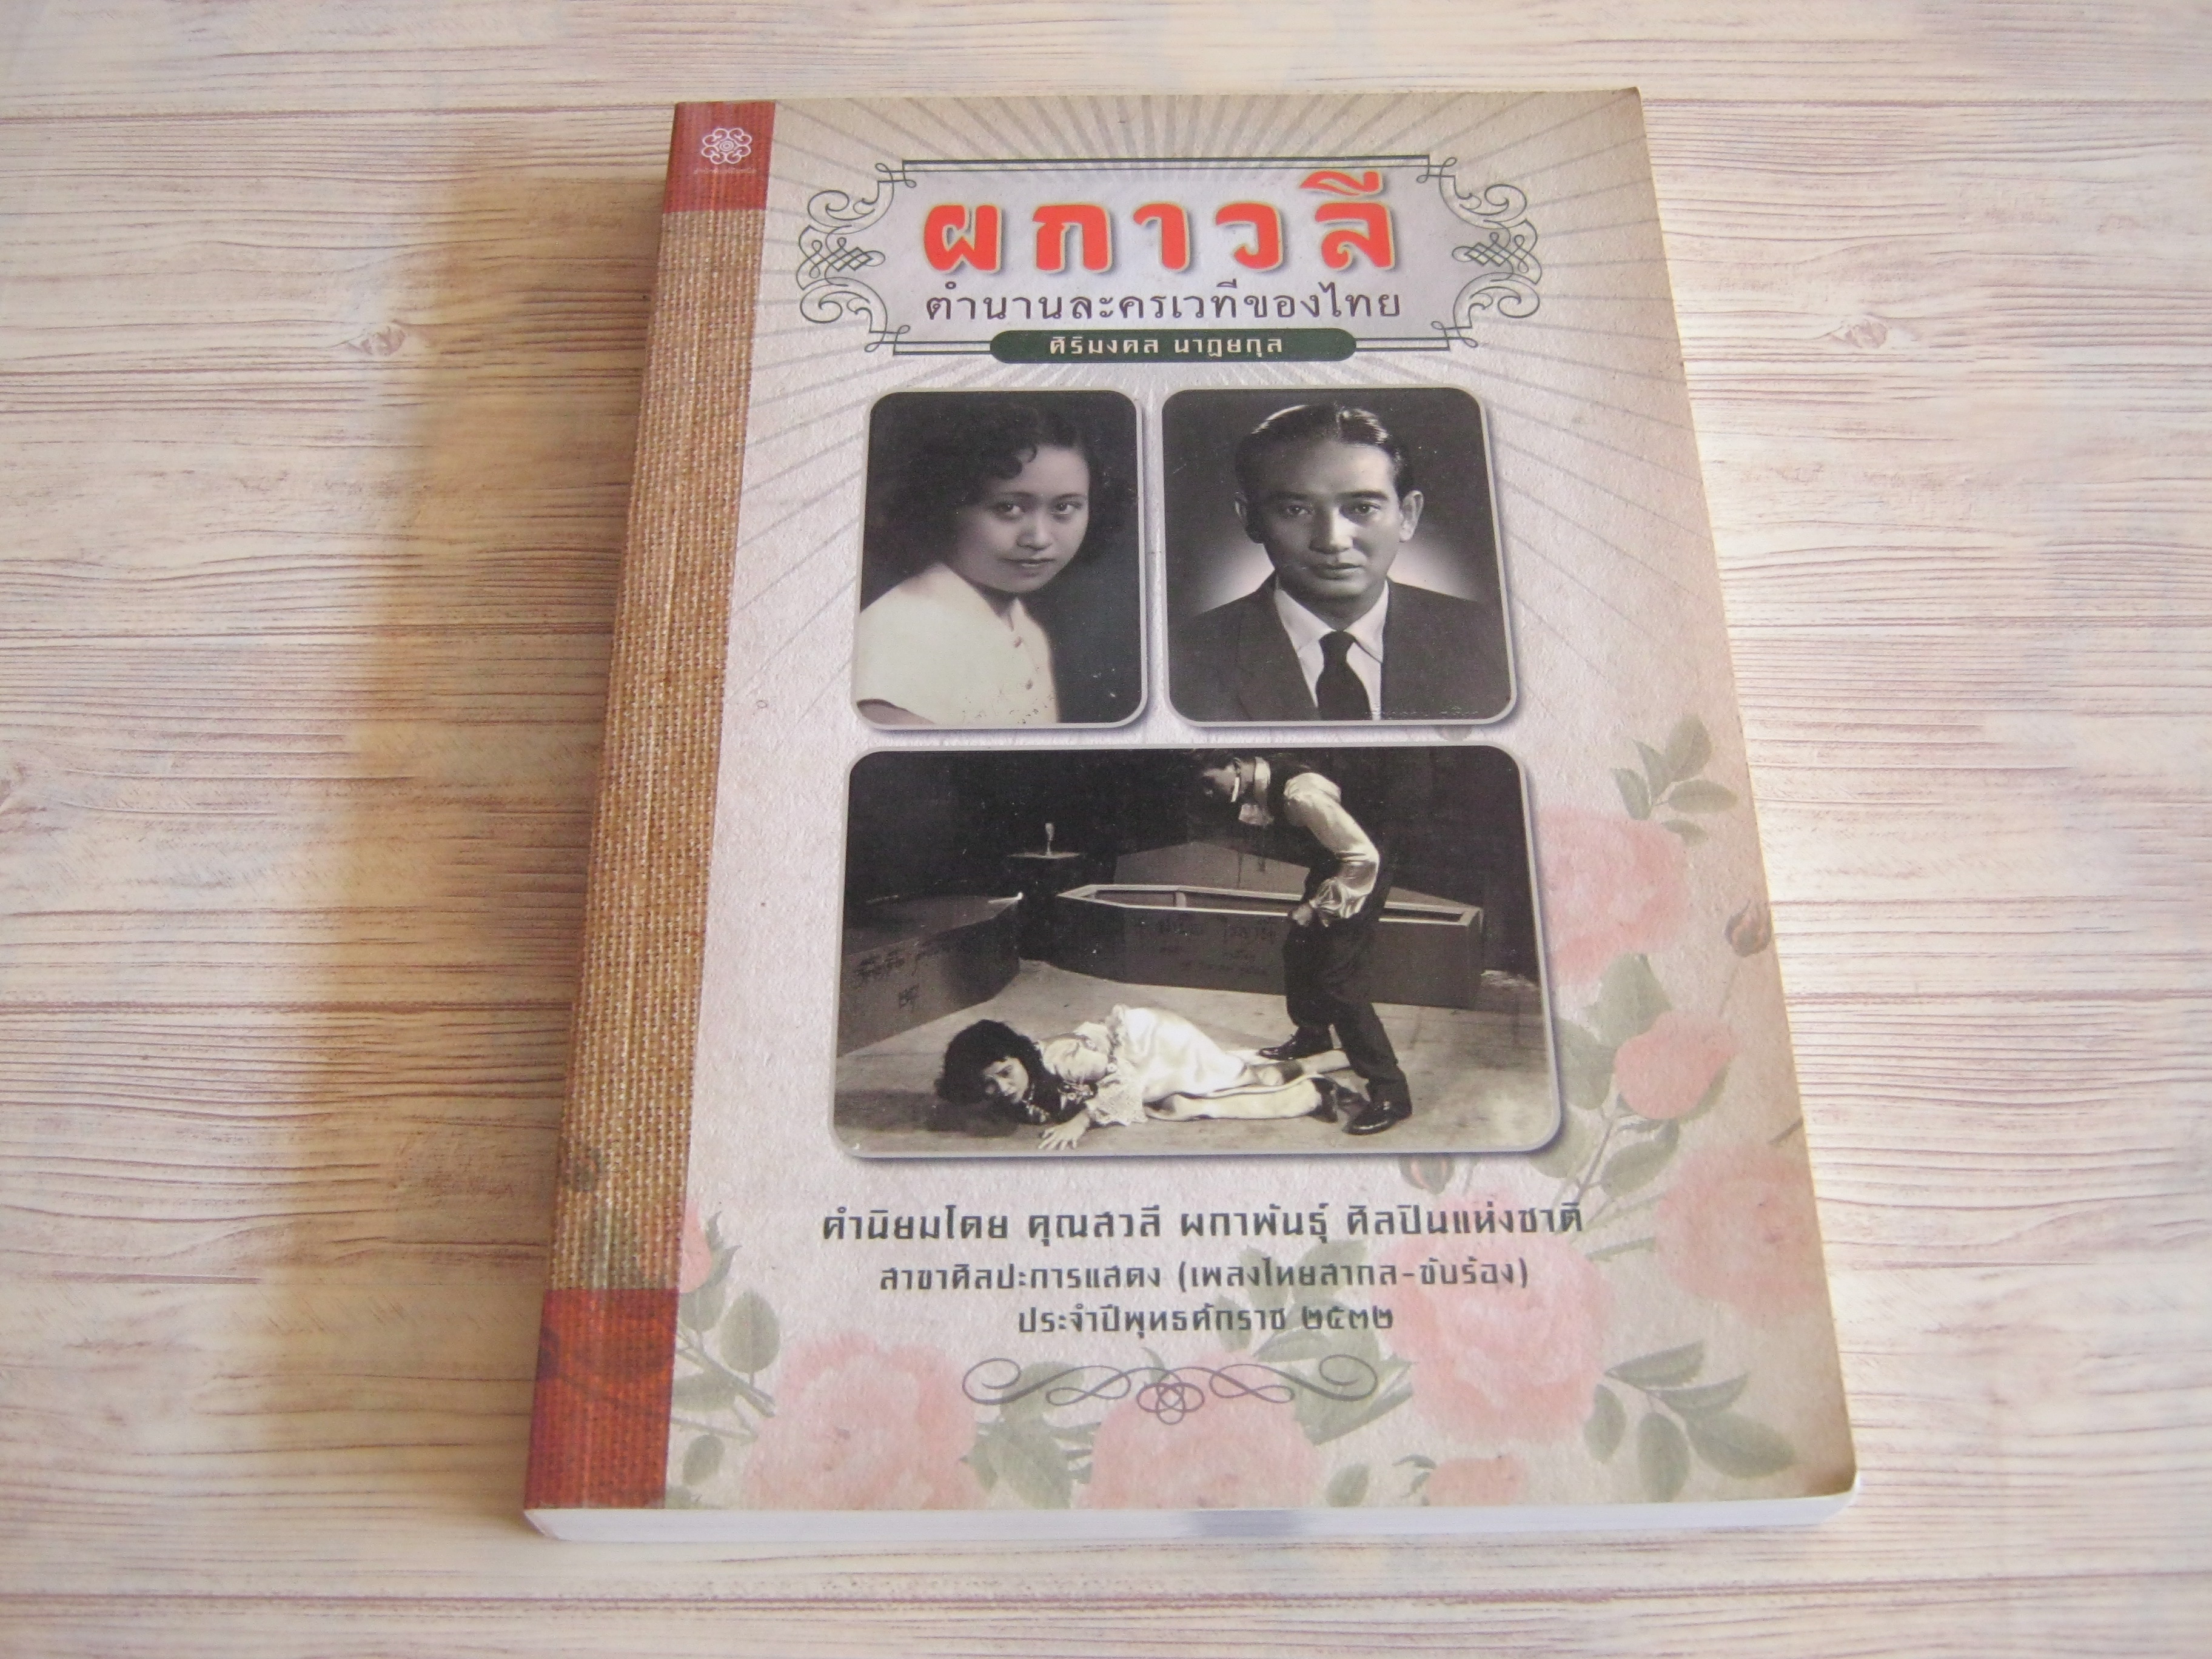 ผกาวลี
ตำนานละครเวทีของไทย
ศิริมงคล นาฏยกุล
คำนิยมโดย คุณสวลี ผกาพันธุ์ ศิลปินแห่งชาติ
สาขาศิลปะการแสดง (เพลงไทยสากล-ขับร้อง)
ประจำปีพุทธศักราช ๒๕๓๒